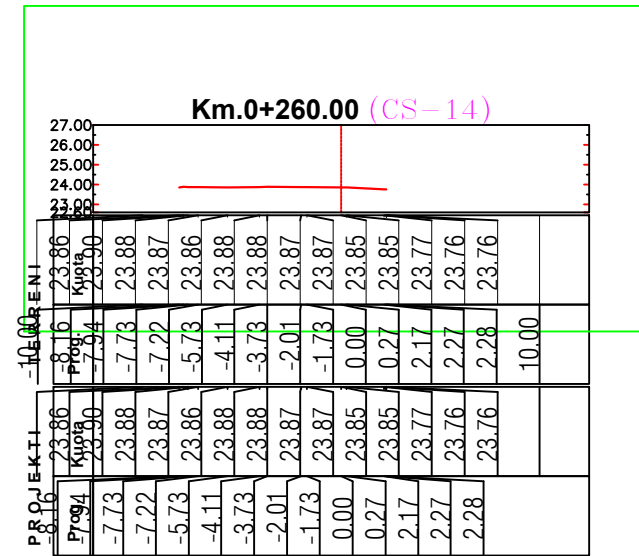 Km.0+260.00 (CS-14)
27.00
26.00
25.00
24.00
23.00
22.60
TERRENI
Kuota
23.86 23.90 23.88 23.87 23.86 23.88 23.88 23.87 23.87 23.85 23.85 23.77 23.76 23.76
Prog.
-10.00 -8.16 -7.94 -7.73 -7.22 -5.73 -4.11 -3.73 -2.01 -1.73 0.00 0.27 2.17 2.27 2.28 10.00
PROJEKTI
Kuota
23.86 23.90 23.88 23.87 23.86 23.88 23.88 23.87 23.87 23.85 23.85 23.77 23.76 23.76
Prog.
-8.16 -7.94 -7.73 -7.22 -5.73 -4.11 -3.73 -2.01 -1.73 0.00 0.27 2.17 2.27 2.28